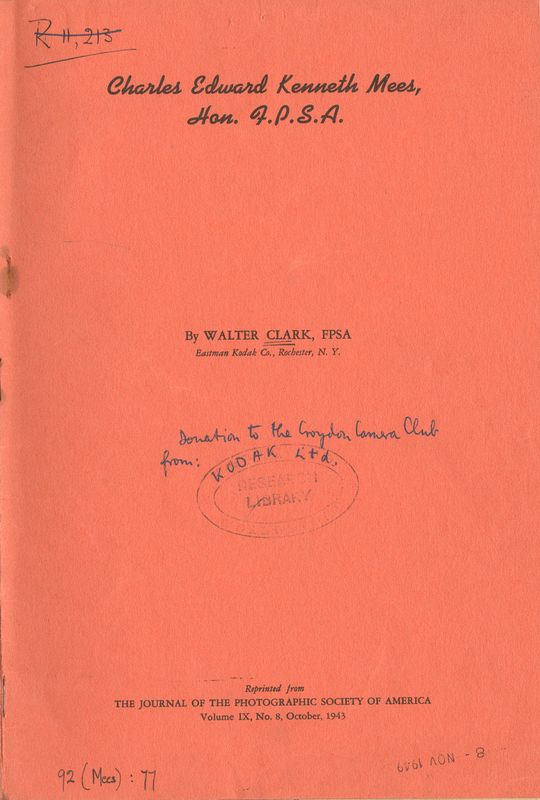 R 11, 213
Charles Edward Kenneth Mees,
Hon. F.P.S.A.
By WALTER CLARK, FPSA
Eastman Kodak Co., Rochester, N. Y.
Donation to the Croydon Camera Club
from: KODAK Ltd.
RESEARCH
LIBRARY
Reprinted from
THE JOURNAL OF THE PHOTOGRAPHIC SOCIETY OF AMERICA
Volume IX, No. 8, October, 1943
92 (Mees) : 77
8 - NOV 1949